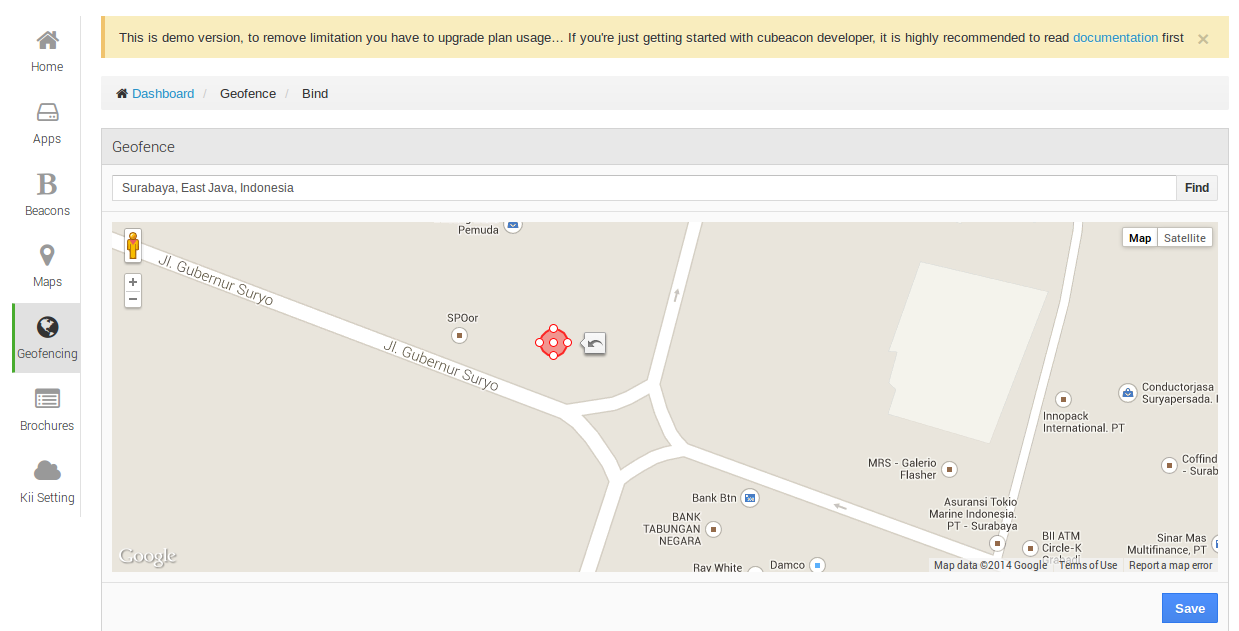 This is demo version, to remove limitation you have to upgrade plan usage... If you're just getting started with cubeacon developer, it is highly recommended to read documentation first ×
Home
Apps
B
Beacons
Maps
Geofencing
Brochures
Kii Setting
Dashboard / Geofence / Bind
Geofence
Surabaya, East Java, Indonesia Find
Pemuda
Map Satellite
+
−
Jl. Gubernur Suryo
SPOor
Jl. Gubernur Suryo
Conductorjasa
Suryapersada.
Innopack
International. PT
MRS - Galerio
Flasher
Coffind
- Surab
Bank Btn
Asuransi Tokio
Marine Indonesia.
PT - Surabaya
BANK
TABUNGAN
NEGARA
BII ATM
Circle-K
Sinar Mas
Multifinance, PT
Ray White
Damco
Google
Map data ©2014 Google Terms of Use Report a map error
Save